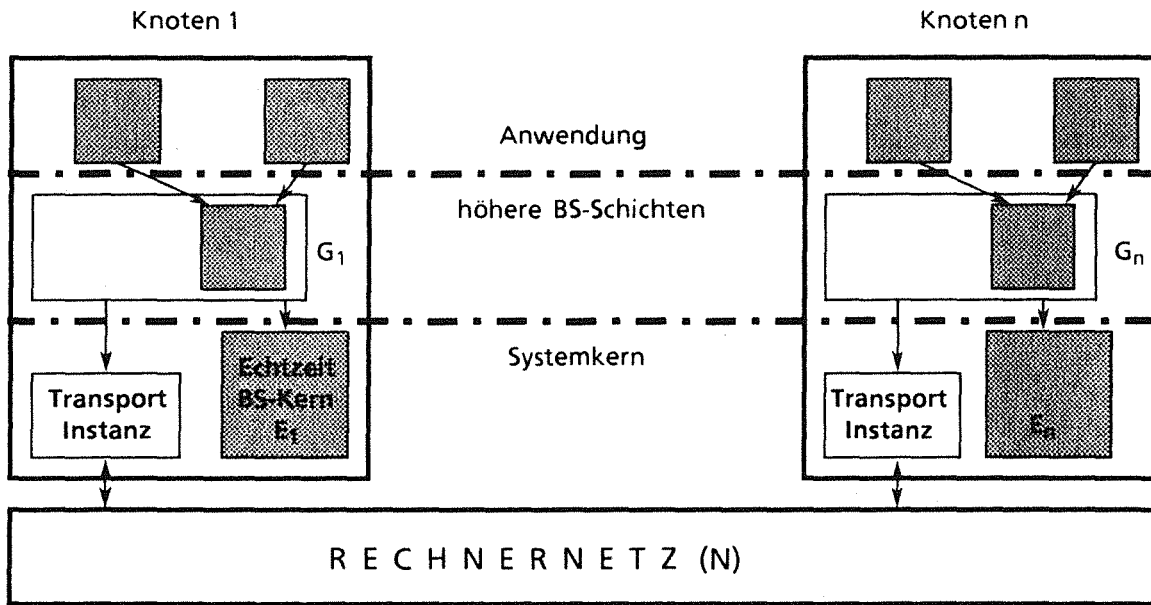 Knoten 1
Knoten n
Anwendung
höhere BS-Schichten
G1
Gn
Systemkern
Echtzeit
BS-Kern
E1
Transport
Instanz
Transport
Instanz
En
RECHNERNETZ (N)